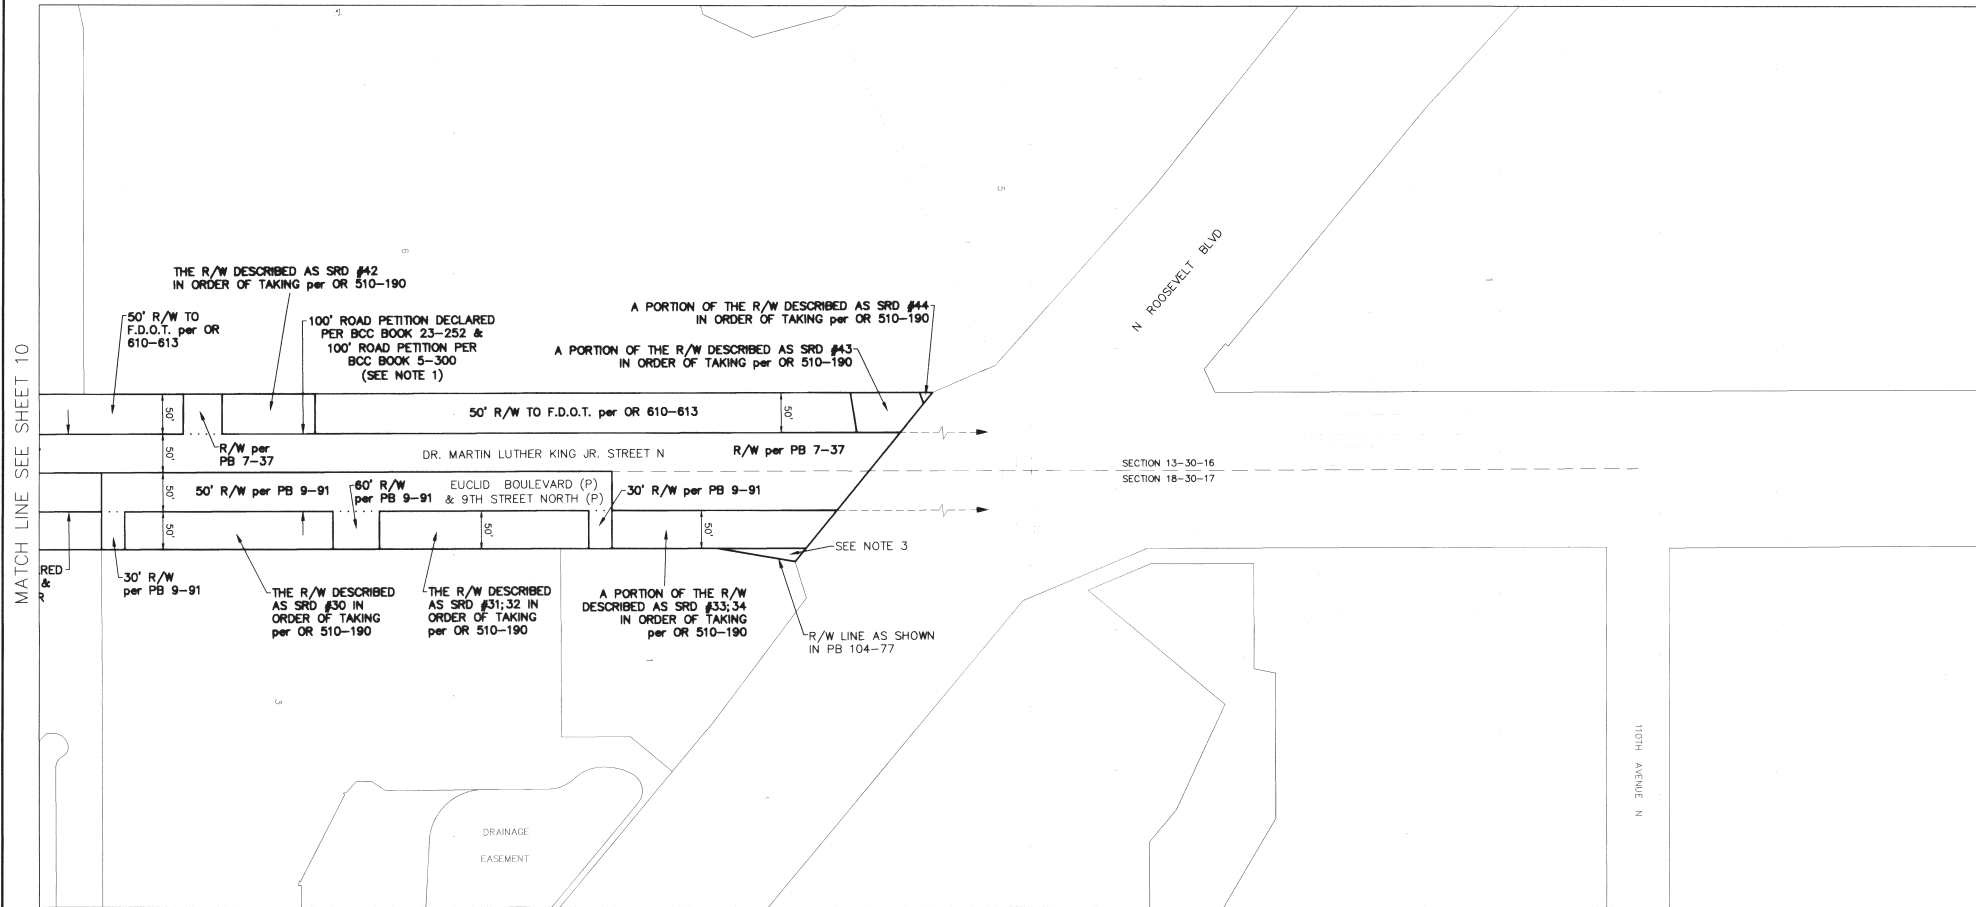 MATCH LINE SEE SHEET 10
THE R/W DESCRIBED AS SRD #42
IN ORDER OF TAKING per OR 510-190
50' R/W TO
F.D.O.T. per OR
610-613
100' ROAD PETITION DECLARED
PER BCC BOOK 23-252 &
100' ROAD PETITION PER
BCC BOOK 5-300
(SEE NOTE 1)
A PORTION OF THE R/W DESCRIBED AS SRD #44
IN ORDER OF TAKING per OR 510-190
A PORTION OF THE R/W DESCRIBED AS SRD #43
IN ORDER OF TAKING per OR 510-190
N ROOSEVELT BLVD
6
5
1
50'
50' R/W TO F.D.O.T. per OR 610-613
50'
R/W per
PB 7-37
50'
DR. MARTIN LUTHER KING JR. STREET N
R/W per PB 7-37
SECTION 13-30-16
SECTION 18-30-17
50'
50' R/W per PB 9-91
60' R/W
per PB 9-91
EUCLID BOULEVARD (P)
& 9TH STREET NORTH (P)
30' R/W per PB 9-91
50'
50'
50'
SEE NOTE 3
RED
&
R
30' R/W
per PB 9-91
THE R/W DESCRIBED
AS SRD #30 IN
ORDER OF TAKING
per OR 510-190
THE R/W DESCRIBED
AS SRD #31;32 IN
ORDER OF TAKING
per OR 510-190
A PORTION OF THE R/W
DESCRIBED AS SRD #33;34
IN ORDER OF TAKING
per OR 510-190
R/W LINE AS SHOWN
IN PB 104-77
1
3
DRAINAGE
EASEMENT
110TH AVENUE N